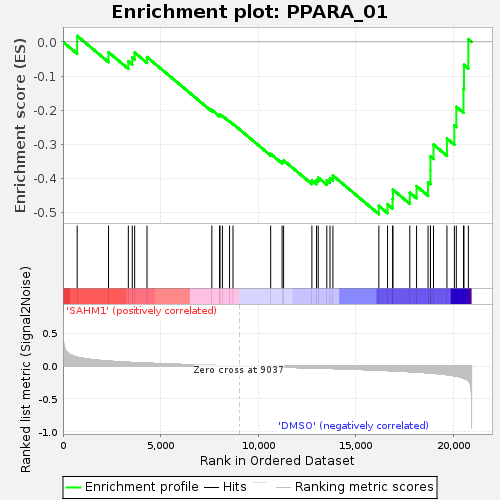 Enrichment plot: PPARA_01
Enrichment score (ES)
0.0
-0.1
-0.2
-0.3
-0.4
-0.5
'SAHM1' (positively correlated)
Ranked list metric (Signal2Noise)
0.5
0.0
-0.5
-1.0
Zero cross at 9037
'DMSO' (negatively correlated)
0
5,000
10,000
15,000
20,000
Rank in Ordered Dataset
Enrichment profile
Hits
Ranking metric scores